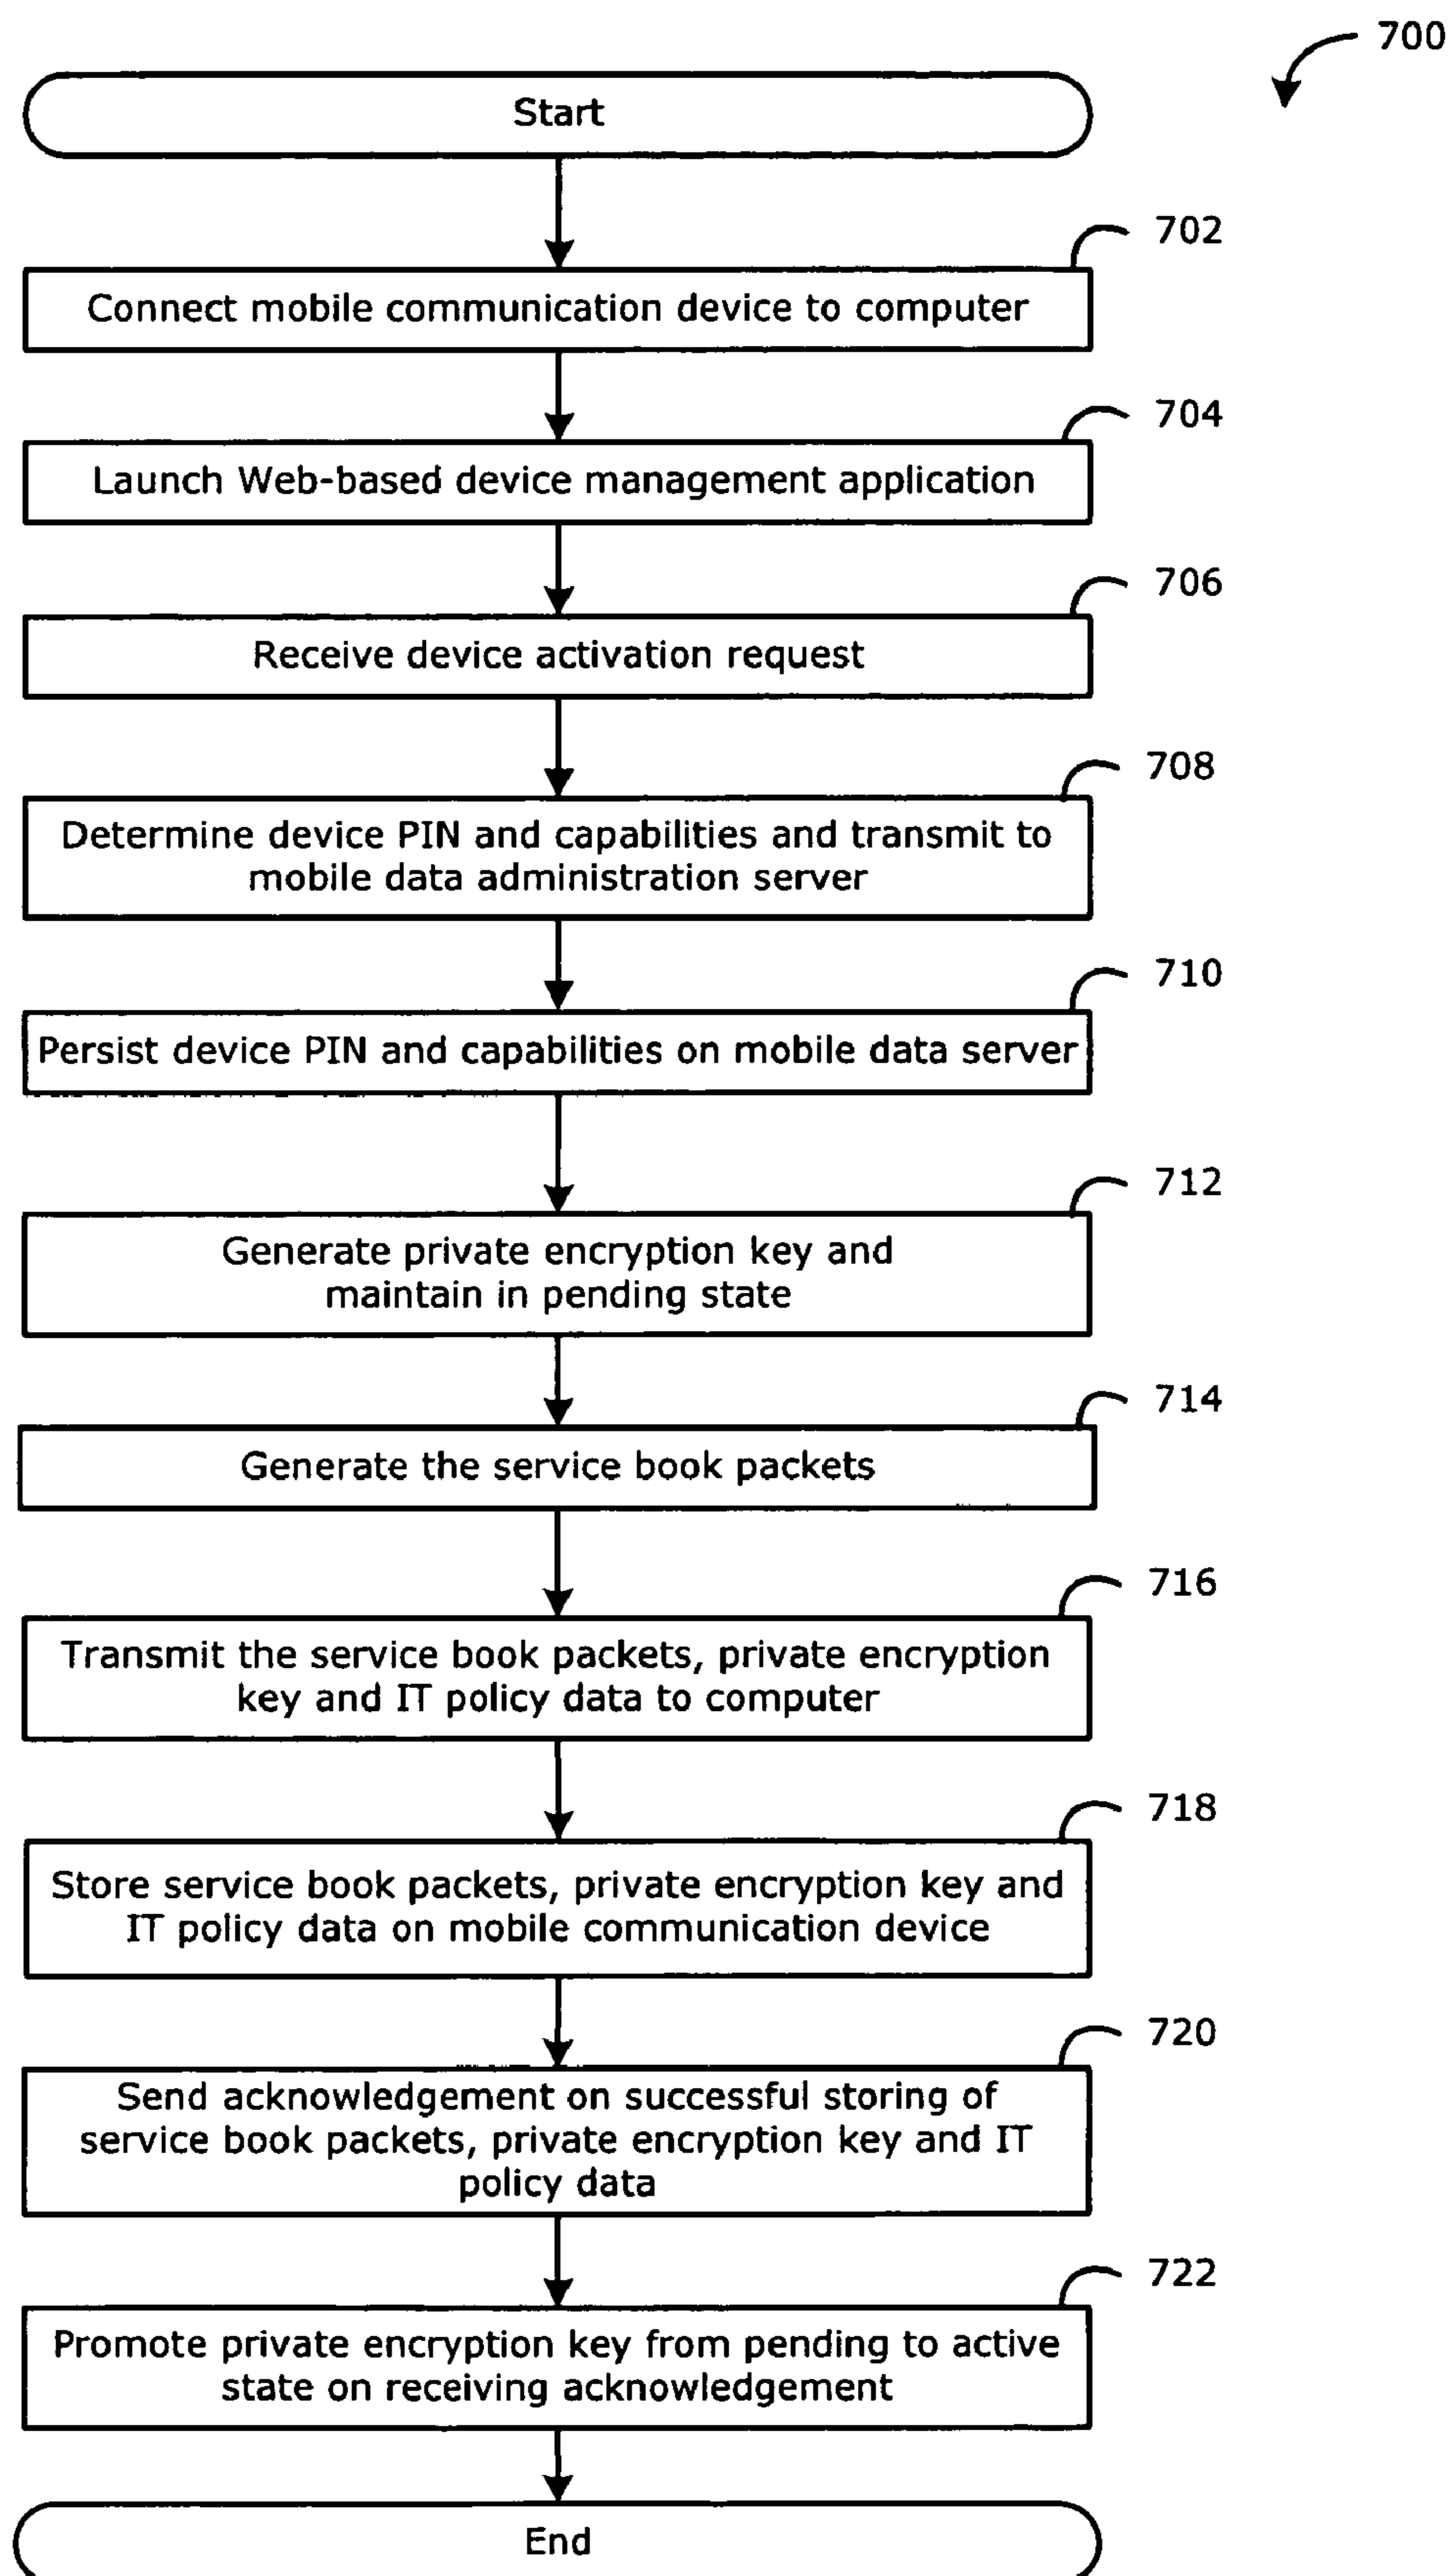 700
Start
702
Connect mobile communication device to computer
704
Launch Web-based device management application
706
Receive device activation request
708
Determine device PIN and capabilities and transmit to
mobile data administration server
710
Persist device PIN and capabilities on mobile data server
712
Generate private encryption key and
maintain in pending state
714
Generate the service book packets
716
Transmit the service book packets, private encryption
key and IT policy data to computer
718
Store service book packets, private encryption key and
IT policy data on mobile communication device
720
Send acknowledgement on successful storing of
service book packets, private encryption key and IT
policy data
722
Promote private encryption key from pending to active
state on receiving acknowledgement
End